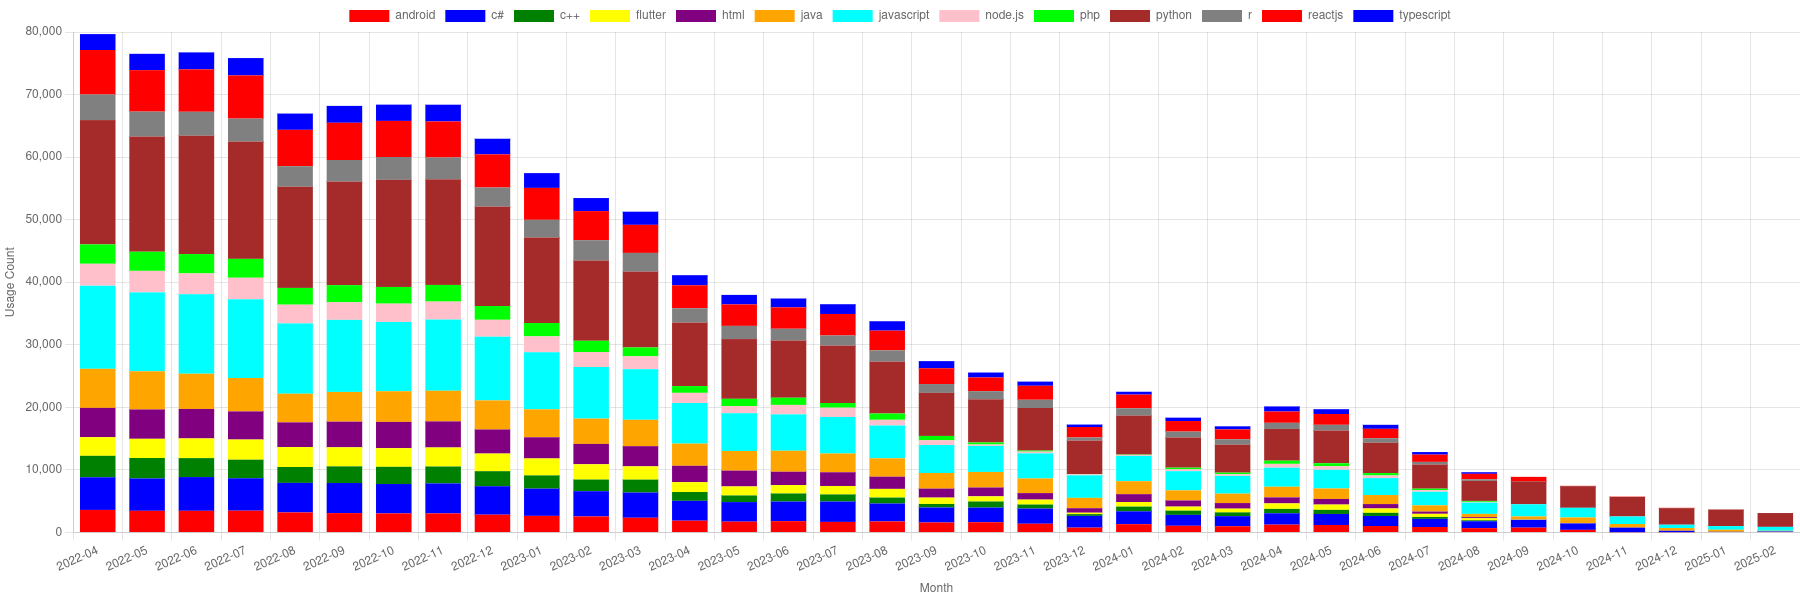 android c# c++ flutter html java javascript node.js php python r reactjs typescript
80,000
70,000
60,000
50,000
40,000
30,000
20,000
10,000
0
Usage Count
2022-04 2022-05 2022-06 2022-07 2022-08 2022-09 2022-10 2022-11 2022-12 2023-01 2023-02 2023-03 2023-04 2023-05 2023-06 2023-07 2023-08 2023-09 2023-10 2023-11 2023-12 2024-01 2024-02 2024-03 2024-04 2024-05 2024-06 2024-07 2024-08 2024-09 2024-10 2024-11 2024-12 2025-01 2025-02
Month